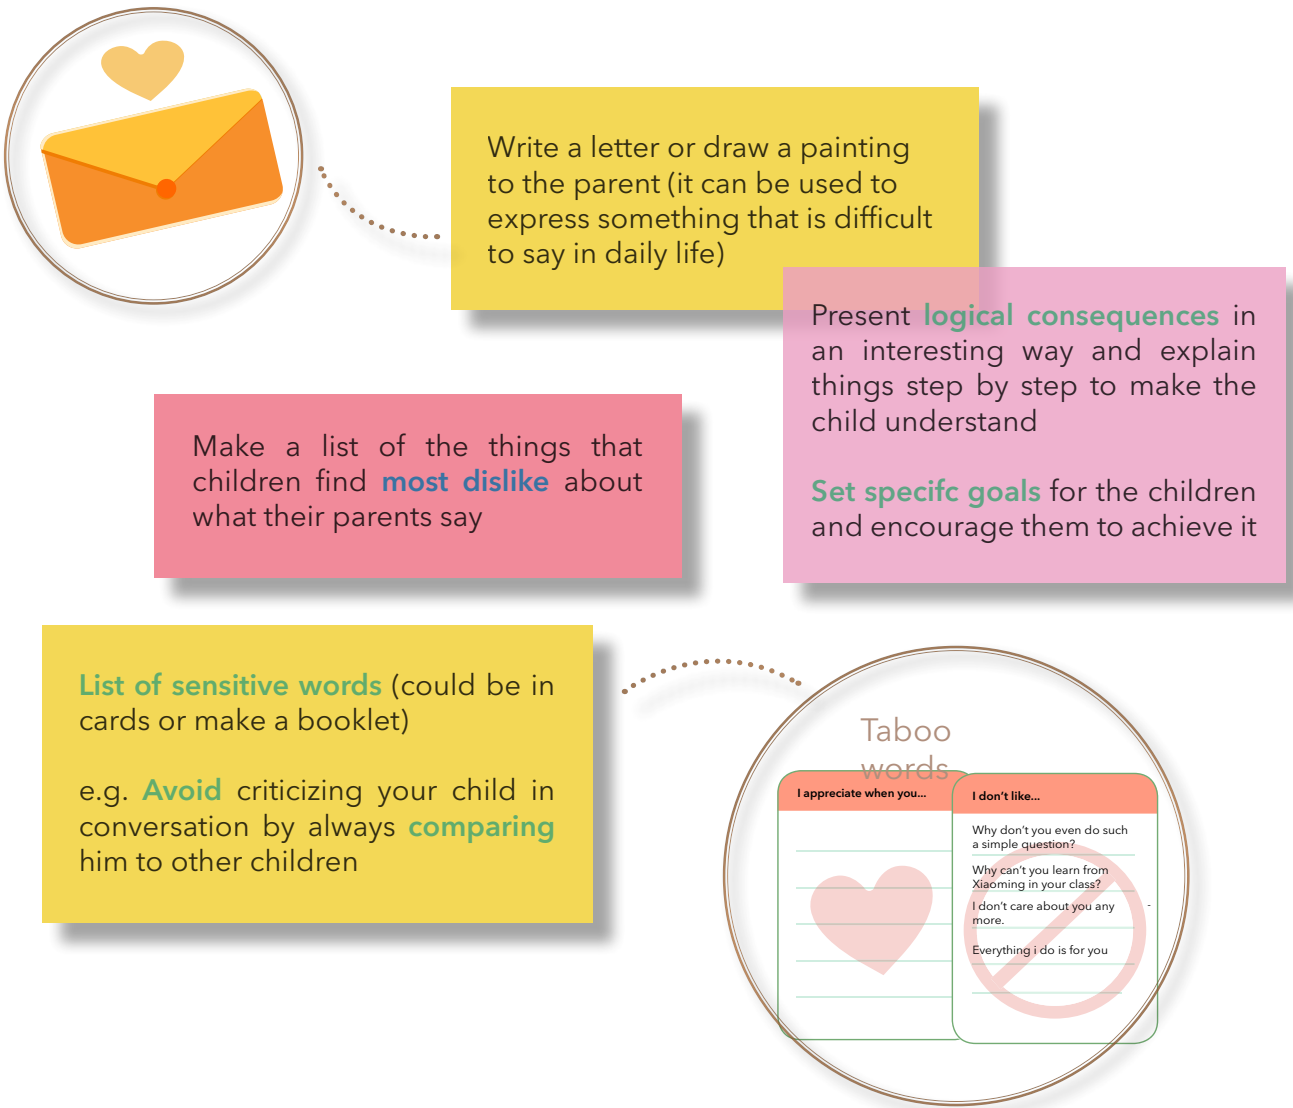 Write a letter or draw a painting
to the parent (it can be used to
express something that is difficult
to say in daily life)
Present logical consequences in
an interesting way and explain
things step by step to make the
child understand
Set specifc goals for the children
and encourage them to achieve it
Make a list of the things that
children find most dislike about
what their parents say
List of sensitive words (could be in
cards or make a booklet)
e.g. Avoid criticizing your child in
conversation by always comparing
him to other children
Taboo
words
I appreciate when you...
I don't like...
Why don't you even do such
a simple question?
Why can't you learn from
Xiaoming in your class?
I don't care about you any
more.
-
Everything i do is for you